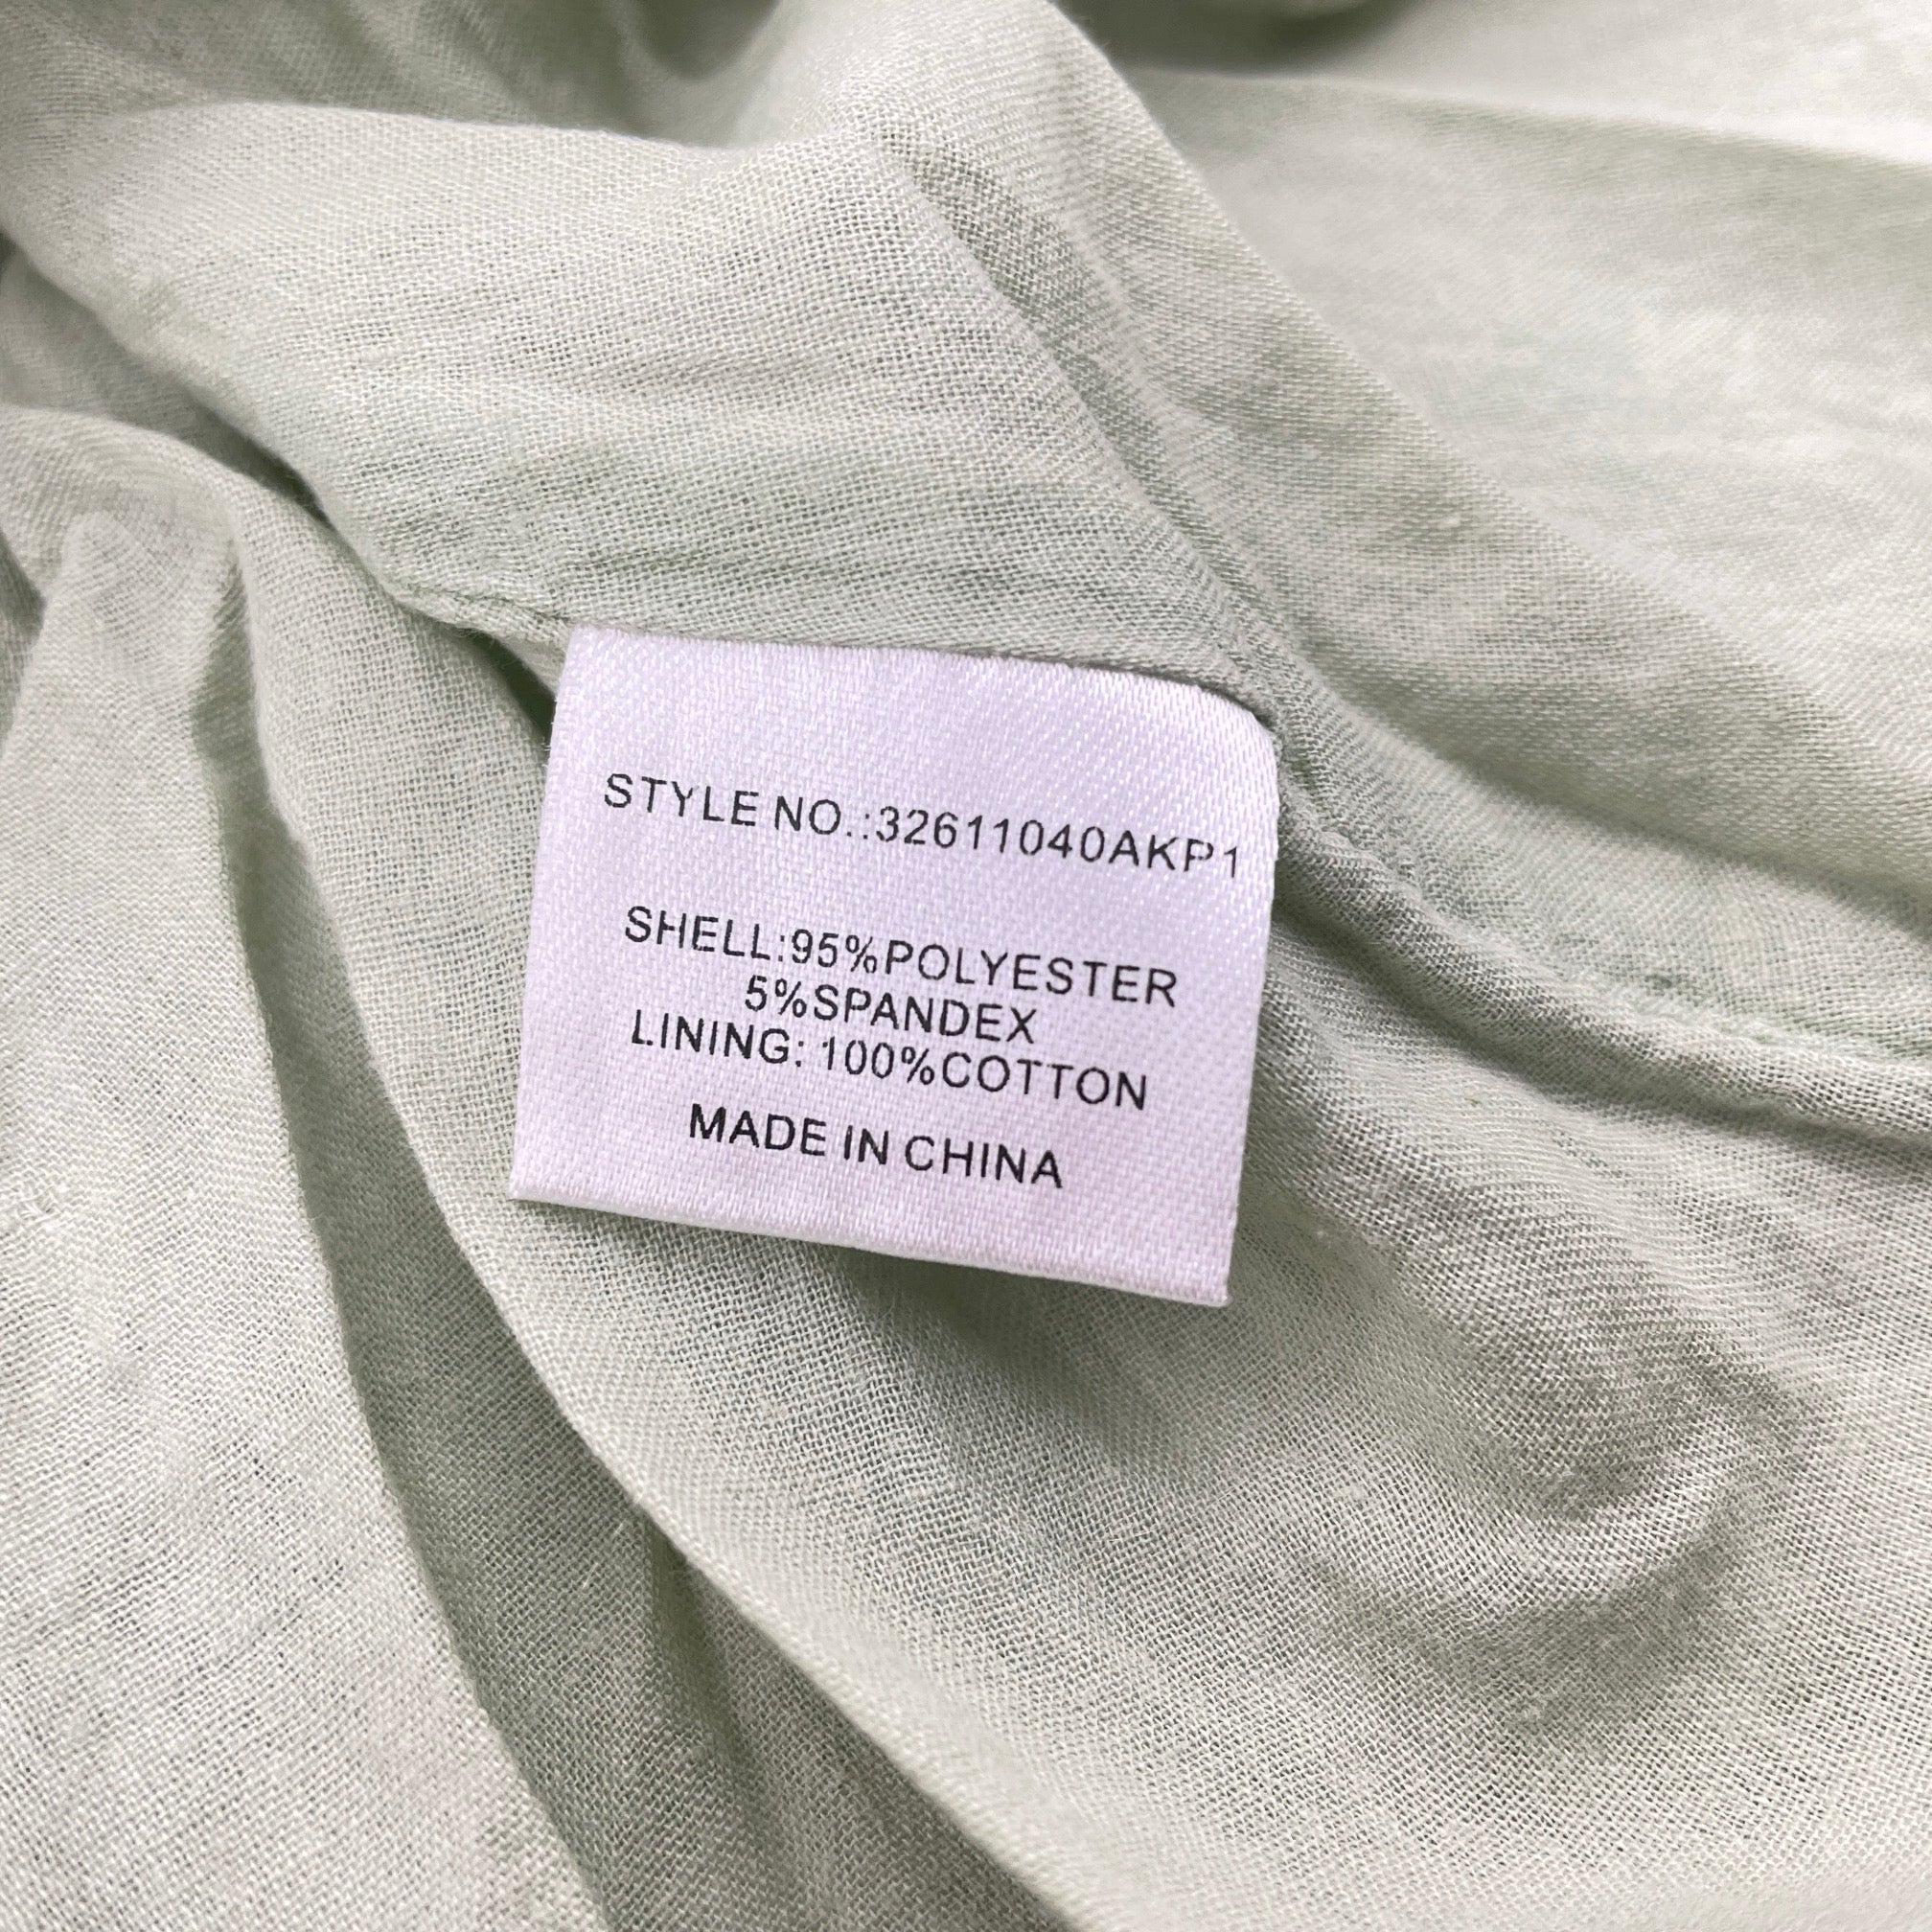 STYLE NO.:32611040AKP1
SHELL:95%POLYESTER
5%SPANDEX
LINING: 100%COTTON
MADE IN CHINA